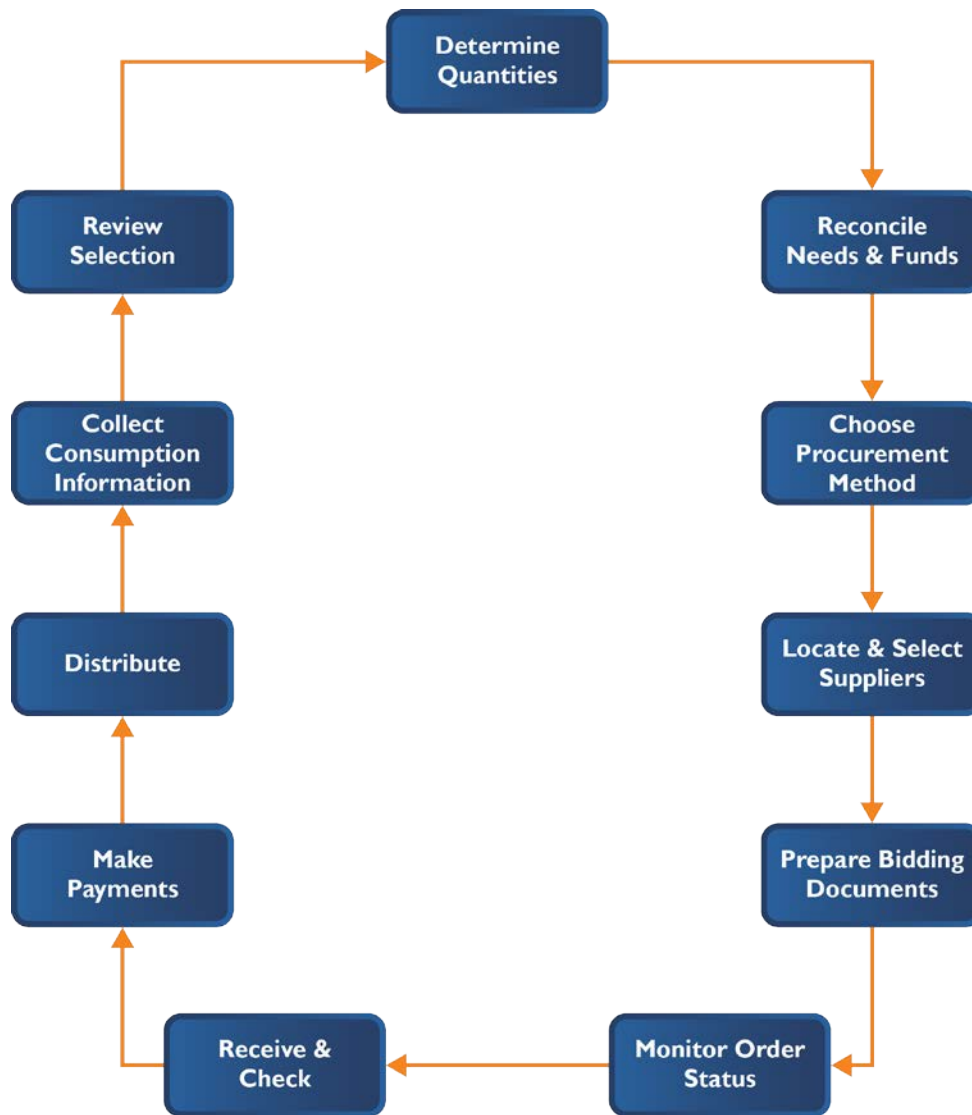 Determine
Quantities
Reconcile
Needs & Funds
Choose
Procurement
Method
Locate & Select
Suppliers
Prepare Bidding
Documents
Monitor Order
Status
Receive &
Check
Make
Payments
Distribute
Collect
Consumption
Information
Review
Selection